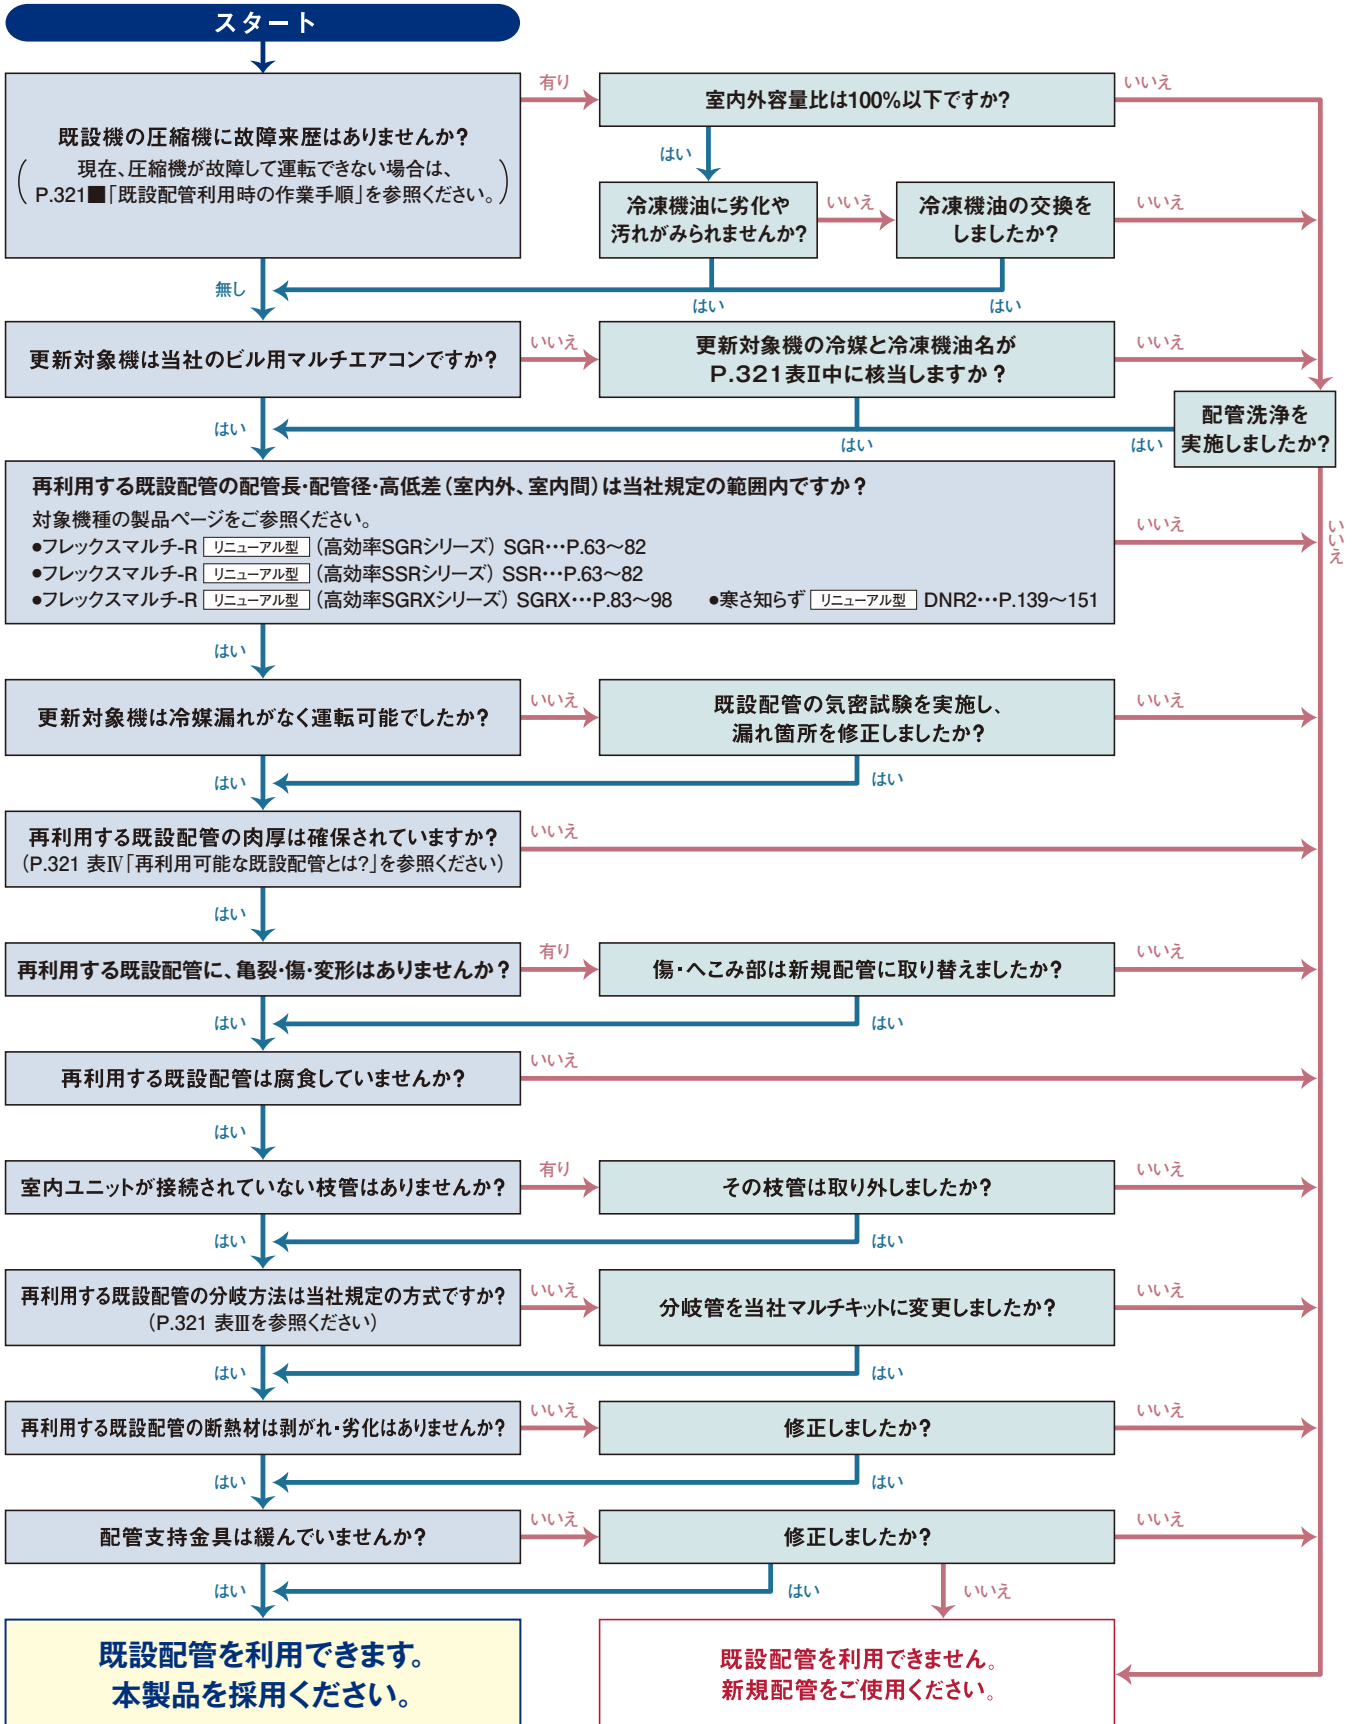 スタート
既設機の圧縮機に故障来歴はありませんか?
現在、圧縮機が故障して運転できない場合は、
P.321■「既設配管利用時の作業手順」を参照ください。
有り
室内外容量比は100%以下ですか?
いいえ
はい
冷凍機油に劣化や
汚れがみられませんか?
いいえ
冷凍機油の交換を
しましたか?
いいえ
無し
はい
はい
更新対象機は当社のビル用マルチエアコンですか?
いいえ
更新対象機の冷媒と冷凍機油名が
P.321表Ⅱ中に核当しますか?
いいえ
配管洗浄を
実施しましたか?
はい
はい
はい
いいえ
再利用する既設配管の配管長・配管径・高低差(室内外、室内間)は当社規定の範囲内ですか?
対象機種の製品ページをご参照ください。
●フレックスマルチ-R リニューアル型 (高効率SGRシリーズ) SGR…P.63〜82
●フレックスマルチ-R リニューアル型 (高効率SSRシリーズ) SSR…P.63〜82
●フレックスマルチ-R リニューアル型 (高効率SGRXシリーズ) SGRX…P.83〜98 ●寒さ知らず リニューアル型 DNR2…P.139〜151
いいえ
はい
更新対象機は冷媒漏れがなく運転可能でしたか?
いいえ
既設配管の気密試験を実施し、
漏れ箇所を修正しましたか?
いいえ
はい
はい
再利用する既設配管の肉厚は確保されていますか?
(P.321 表Ⅳ「再利用可能な既設配管とは?」を参照ください)
いいえ
はい
再利用する既設配管に、亀裂・傷・変形はありませんか?
有り
傷・へこみ部は新規配管に取り替えましたか?
いいえ
はい
はい
再利用する既設配管は腐食していませんか?
いいえ
はい
室内ユニットが接続されていない枝管はありませんか?
有り
その枝管は取り外しましたか?
いいえ
はい
はい
再利用する既設配管の分岐方法は当社規定の方式ですか?
(P.321 表Ⅲを参照ください)
いいえ
分岐管を当社マルチキットに変更しましたか?
いいえ
はい
はい
再利用する既設配管の断熱材は剥がれ・劣化はありませんか?
いいえ
修正しましたか?
いいえ
はい
はい
配管支持金具は緩んでいませんか?
いいえ
修正しましたか?
いいえ
はい
はい
いいえ
既設配管を利用できます。
本製品を採用ください。
既設配管を利用できません。
新規配管をご使用ください。